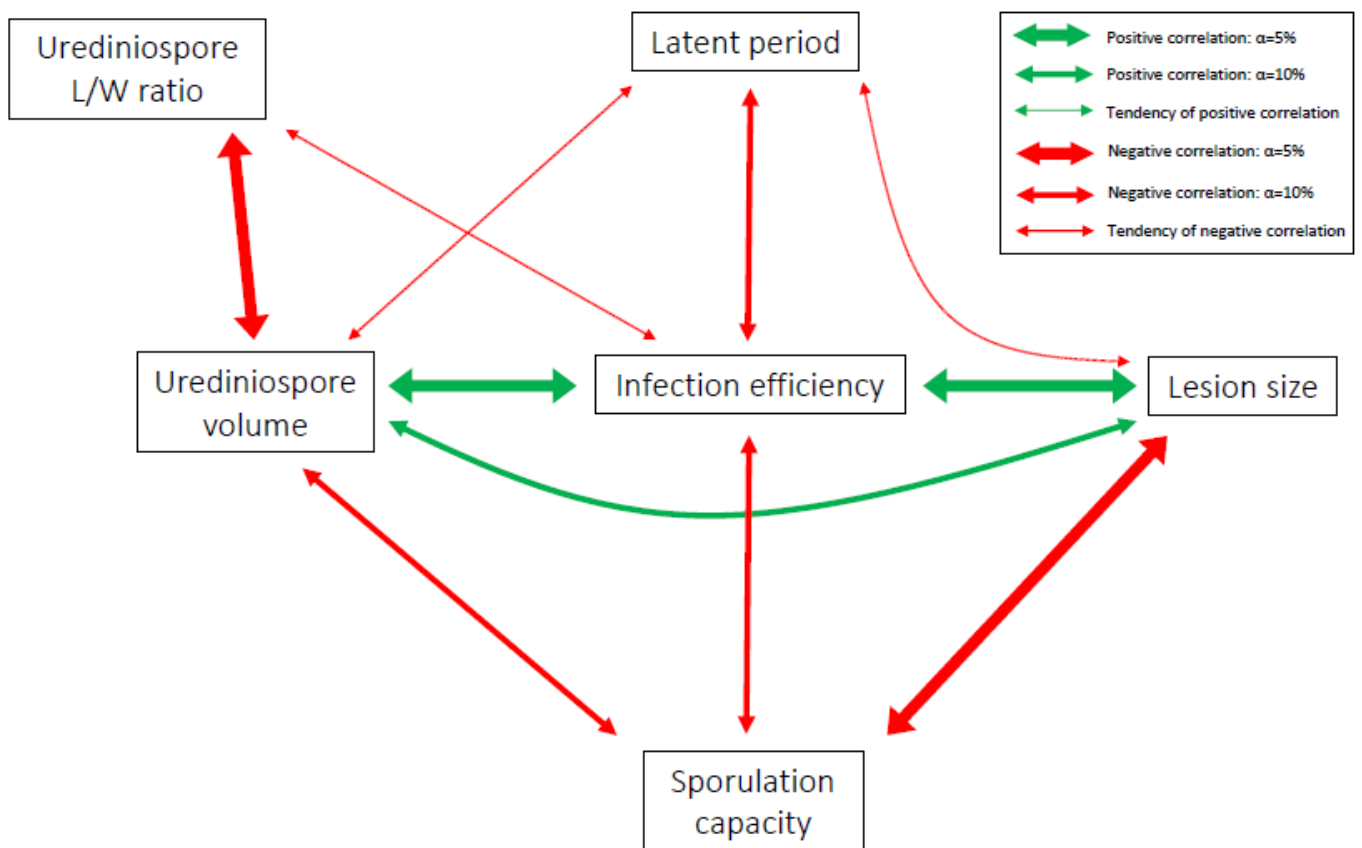 Urediniospore
L/W ratio
Latent period
Positive correlation: α=5%
Positive correlation: α=10%
Tendency of positive correlation
Negative correlation: α=5%
Negative correlation: α=10%
Tendency of negative correlation
Urediniospore
volume
Infection efficiency
Lesion size
Sporulation
capacity